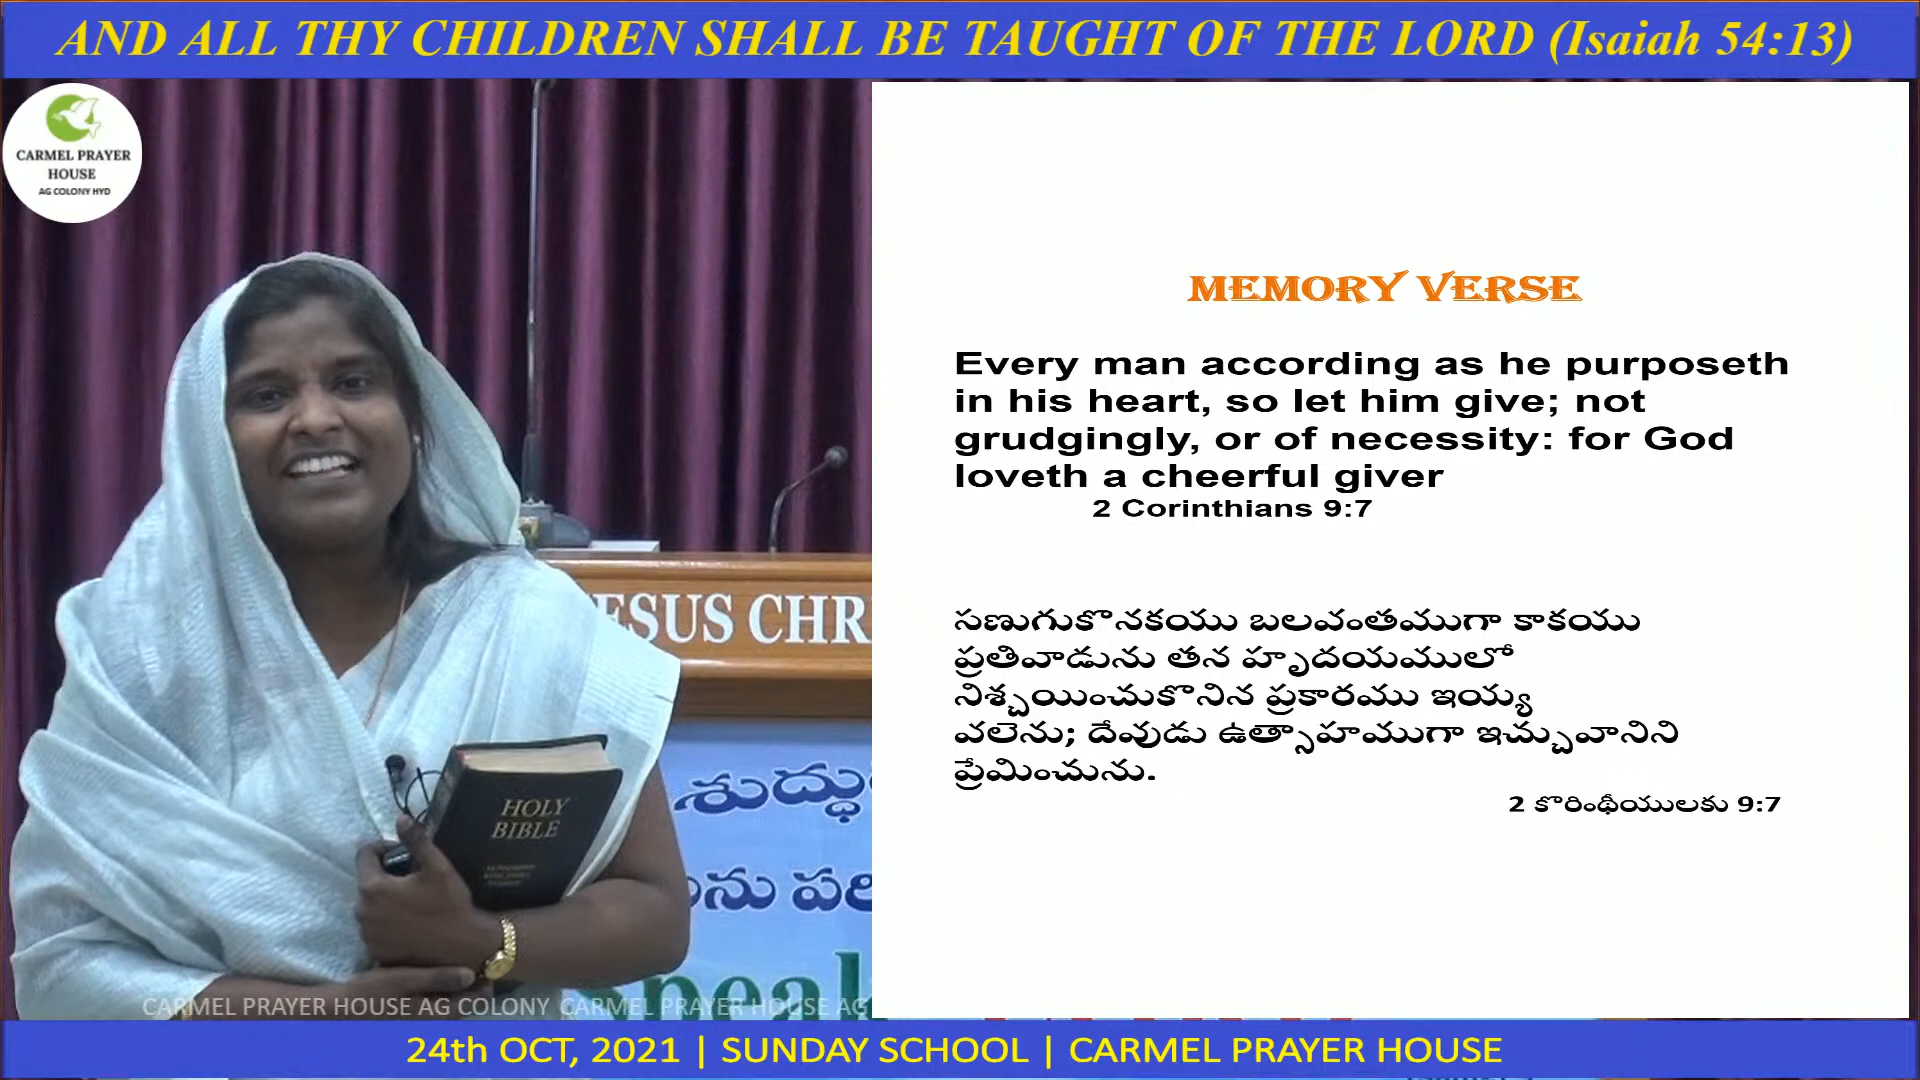 AND ALL THY CHILDREN SHALL BE TAUGHT OF THE LORD (Isaiah 54:13)
CARMEL PRAYER
HOUSE
AG COLONY HYD
MEMORY VERSE
Every man according as he purposeth
in his heart, so let him give; not
grudgingly, or of necessity: for God
loveth a cheerful giver
2 Corinthians 9:7
సణుగుకొనకయు బలవంతముగా కాకయు
ప్రతివాడును తన హృదయములో
నిశ్చయించుకొనిన ప్రకారము ఇయ్య
వలెను; దేవుడు ఉత్సాహముగా ఇచ్చువానిని
ప్రేమించును.
2 కొరింథీయులకు 9:7
ESUS CHR
HOLY
BIBLE
శుద్ధు
ను పరి
Speak
CARMEL PRAYER HOUSE AG COLONY CARMEL PRAYER HOUSE AG
24th OCT, 2021 | SUNDAY SCHOOL | CARMEL PRAYER HOUSE